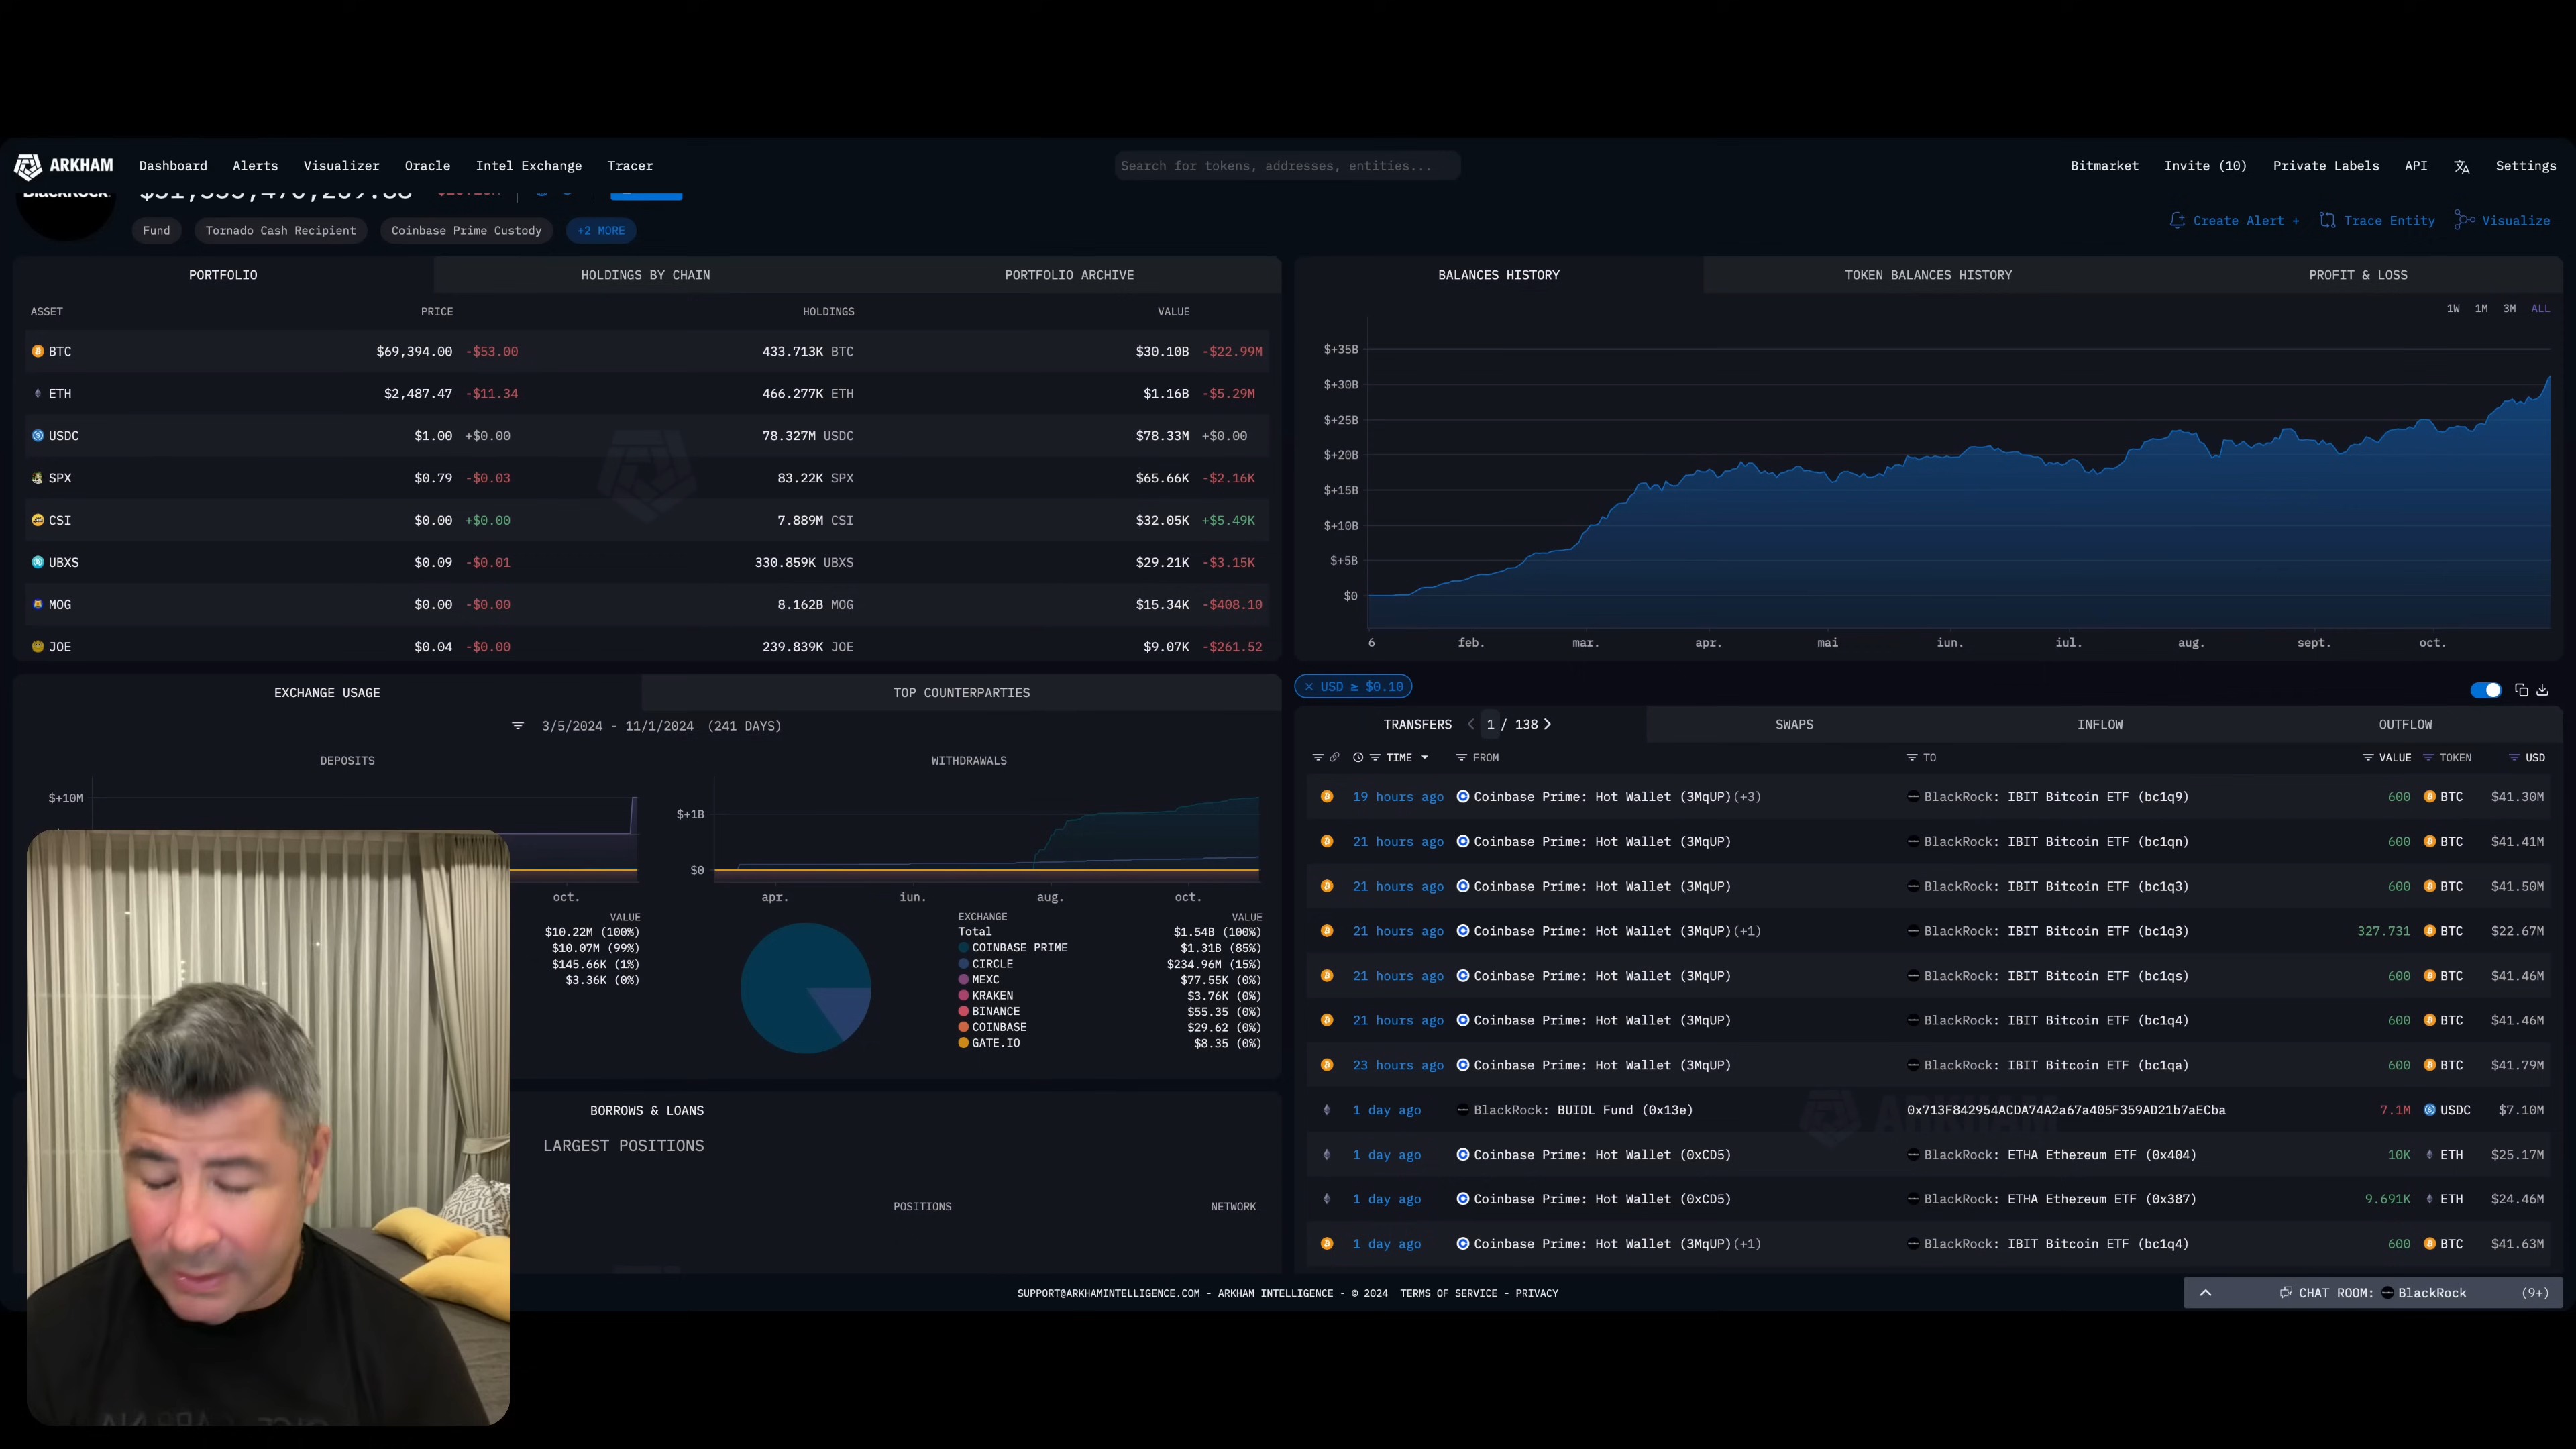 ARKHAM Dashboard Alerts Visualizer Oracle Intel Exchange Tracer Search for tokens, addresses, entities... Bitmarket Invite (10) Private Labels API Settings
BlackRock
Fund Tornado Cash Recipient Coinbase Prime Custody +2 MORE Create Alert + Trace Entity Visualize
PORTFOLIO HOLDINGS BY CHAIN PORTFOLIO ARCHIVE
ASSET PRICE HOLDINGS VALUE
BTC $69,394.00 -$53.00 433.713K BTC $30.10B -$22.99M
ETH $2,487.47 -$11.34 466.277K ETH $1.16B -$5.29M
USDC $1.00 +$0.00 78.327M USDC $78.33M +$0.00
SPX $0.79 -$0.03 83.22K SPX $65.66K -$2.16K
CSI $0.00 +$0.00 7.889M CSI $32.05K +$5.49K
UBXS $0.09 -$0.01 330.859K UBXS $29.21K -$3.15K
MOG $0.00 -$0.00 8.162B MOG $15.34K -$408.10
JOE $0.04 -$0.00 239.839K JOE $9.07K -$261.52
BALANCES HISTORY TOKEN BALANCES HISTORY PROFIT & LOSS
1W 1M 3M ALL
$+35B
$+30B
$+25B
$+20B
$+15B
$+10B
$+5B
$0
6 feb. mar. apr. mai iun. iul. aug. sept. oct.
EXCHANGE USAGE TOP COUNTERPARTIES
3/5/2024 - 11/1/2024 (241 DAYS)
DEPOSITS
$+10M
oct.
VALUE
$10.22M (100%)
$10.07M (99%)
$145.66K (1%)
$3.36K (0%)
WITHDRAWALS
$+1B
$0
apr. iun. aug. oct.
EXCHANGE VALUE
Total $1.54B (100%)
COINBASE PRIME $1.31B (85%)
CIRCLE $234.96M (15%)
MEXC $77.55K (0%)
KRAKEN $3.76K (0%)
BINANCE $55.35 (0%)
COINBASE $29.62 (0%)
GATE.IO $8.35 (0%)
BORROWS & LOANS
LARGEST POSITIONS
POSITIONS NETWORK
USD ≥ $0.10
TRANSFERS 1 / 138 SWAPS INFLOW OUTFLOW
TIME FROM TO VALUE TOKEN USD
19 hours ago Coinbase Prime: Hot Wallet (3MqUP)(+3) BlackRock: IBIT Bitcoin ETF (bc1q9) 600 BTC $41.30M
21 hours ago Coinbase Prime: Hot Wallet (3MqUP) BlackRock: IBIT Bitcoin ETF (bc1qn) 600 BTC $41.41M
21 hours ago Coinbase Prime: Hot Wallet (3MqUP) BlackRock: IBIT Bitcoin ETF (bc1q3) 600 BTC $41.50M
21 hours ago Coinbase Prime: Hot Wallet (3MqUP)(+1) BlackRock: IBIT Bitcoin ETF (bc1q3) 327.731 BTC $22.67M
21 hours ago Coinbase Prime: Hot Wallet (3MqUP) BlackRock: IBIT Bitcoin ETF (bc1qs) 600 BTC $41.46M
21 hours ago Coinbase Prime: Hot Wallet (3MqUP) BlackRock: IBIT Bitcoin ETF (bc1q4) 600 BTC $41.46M
23 hours ago Coinbase Prime: Hot Wallet (3MqUP) BlackRock: IBIT Bitcoin ETF (bc1qa) 600 BTC $41.79M
1 day ago BlackRock: BUIDL Fund (0x13e) 0x713F842954ACDA74A2a67a405F359AD21b7aECba 7.1M USDC $7.10M
1 day ago Coinbase Prime: Hot Wallet (0xCD5) BlackRock: ETHA Ethereum ETF (0x404) 10K ETH $25.17M
1 day ago Coinbase Prime: Hot Wallet (0xCD5) BlackRock: ETHA Ethereum ETF (0x387) 9.691K ETH $24.46M
1 day ago Coinbase Prime: Hot Wallet (3MqUP)(+1) BlackRock: IBIT Bitcoin ETF (bc1q4) 600 BTC $41.63M
ARKHAM
SUPPORT@ARKHAMINTELLIGENCE.COM - ARKHAM INTELLIGENCE - © 2024 TERMS OF SERVICE - PRIVACY
CHAT ROOM: BlackRock (9+)